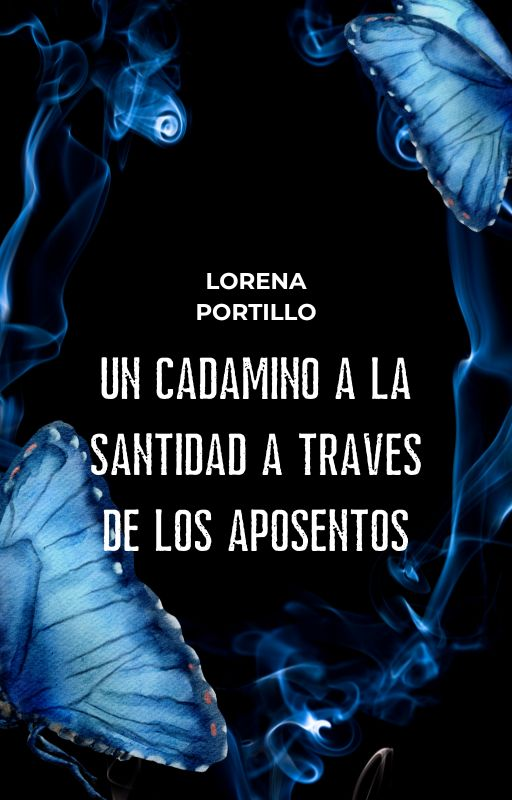 LORENA
PORTILLO
UN CADAMINO A LA
SANTIDAD A TRAVES
DE LOS APOSENTOS